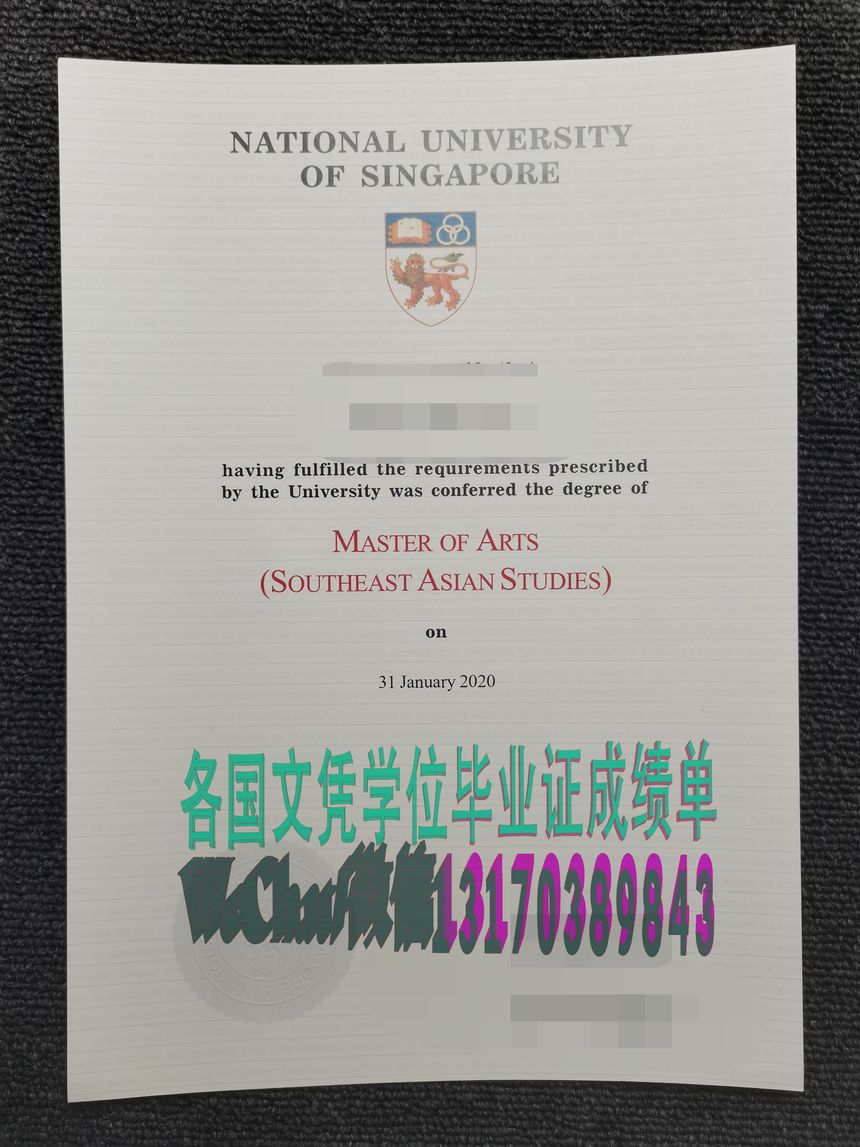 NATIONAL UNIVERSITY
OF SINGAPORE
having fulfilled the requirements prescribed
by the University was conferred the degree of
MASTER OF ARTS
(SOUTHEAST ASIAN STUDIES)
on
31 January 2020
各国文凭学位毕业证成绩单
WeChat/微信13170389843